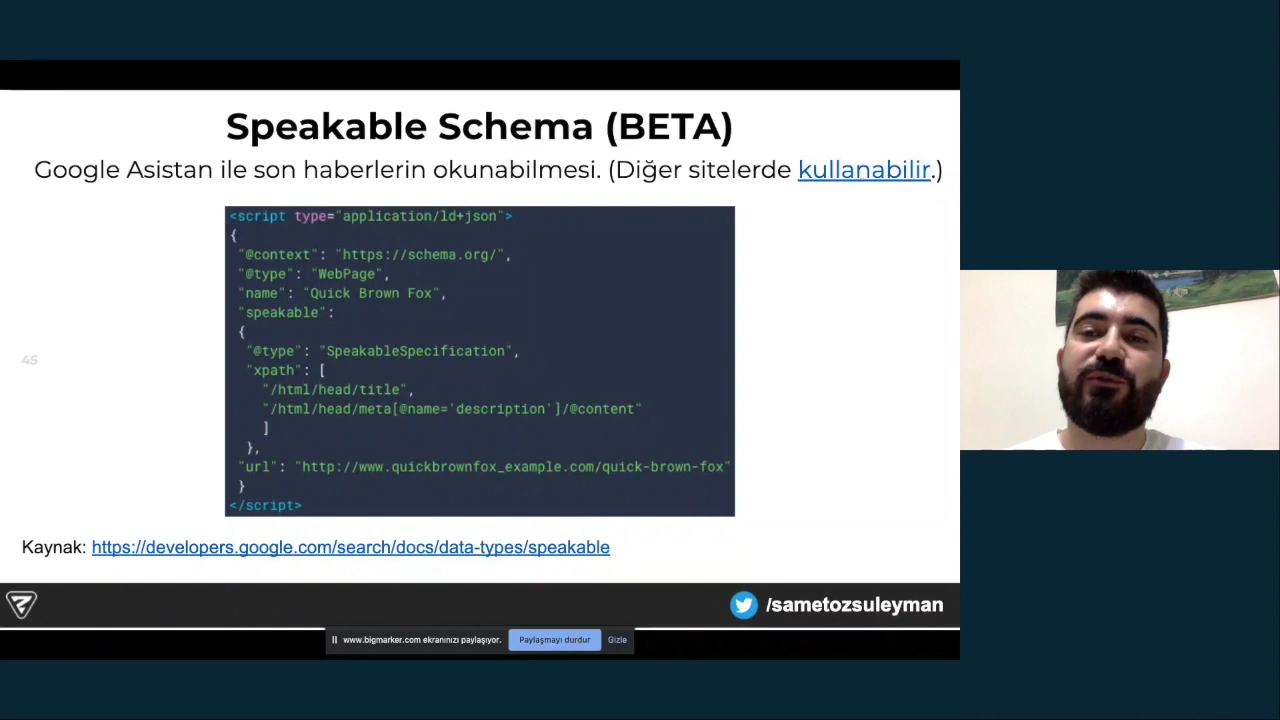 Speakable Schema (BETA)
Google Asistan ile son haberlerin okunabilmesi. (Diğer sitelerde kullanabilir.)
<script type="application/ld+json">
{
"@context": "https://schema.org/",
"@type": "WebPage",
"name": "Quick Brown Fox",
"speakable":
{
"@type": "SpeakableSpecification",
"xpath": [
"/html/head/title",
"/html/head/meta[@name='description']/@content"
]
},
"url": "http://www.quickbrownfox_example.com/quick-brown-fox"
}
</script>
45
Kaynak: https://developers.google.com/search/docs/data-types/speakable
/sametozsuleyman
www.bigmarker.com ekranınızı paylaşıyor. Paylaşmayı durdur Gizle